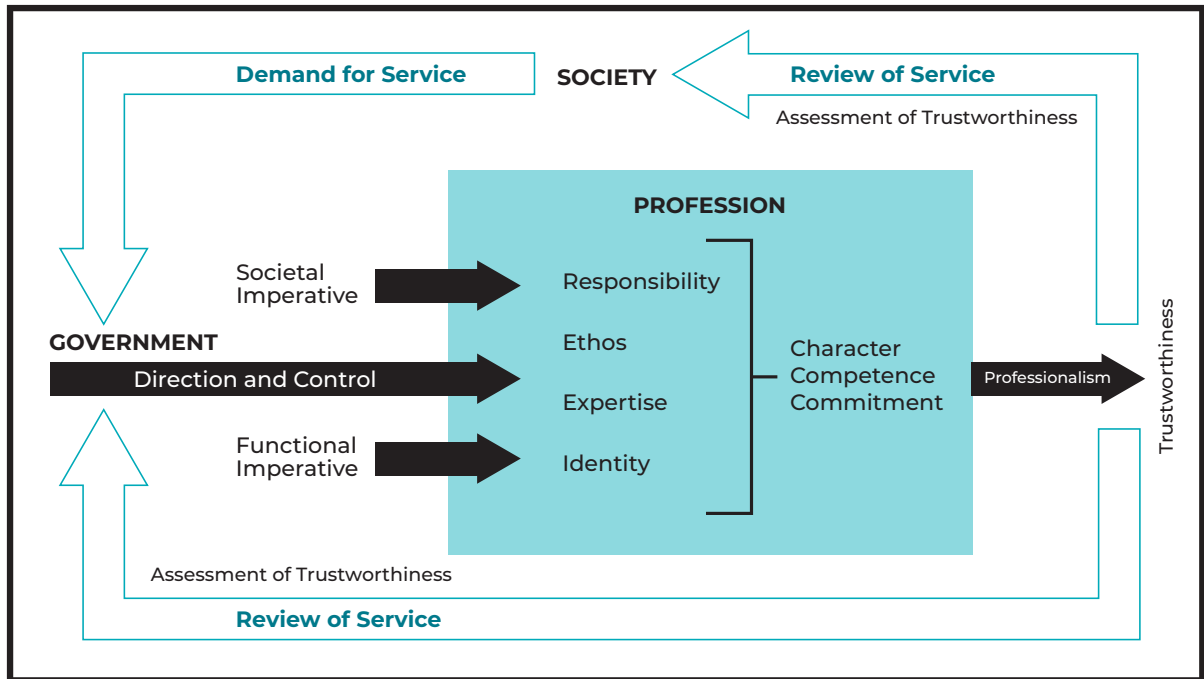 Demand for Service
SOCIETY
Review of Service
Assessment of Trustworthiness
PROFESSION
Societal
Imperative
Responsibility
GOVERNMENT
Direction and Control
Ethos
Expertise
Functional
Imperative
Identity
Character
Competence
Commitment
Professionalism
Trustworthiness
Assessment of Trustworthiness
Review of Service